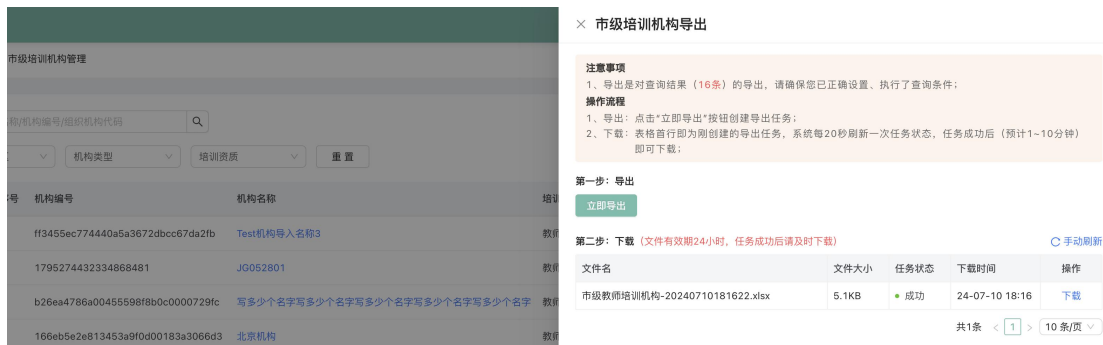 市级培训机构管理
称/机构编号/组织机构代码
机构类型
培训资质
重 置
序号 机构编号 机构名称 培训
ff3455ec774440a5a3672dbcc67da2fb Test机构导入名称3 教师
1795274432334868481 JG052801 教师
b26ea4786a00455598f8b0c0000729fc 写多少个名字写多少个名字写多少个名字写多少个名字写多少个名字 教师
166eb5e2e813453a9f0d00183a3066d3 北京机构 教师
× 市级培训机构导出
注意事项
1、导出是对查询结果（16条）的导出，请确保您已正确设置、执行了查询条件；
操作流程
1、导出：点击“立即导出”按钮创建导出任务；
2、下载：表格首行即为刚创建的导出任务，系统每20秒刷新一次任务状态，任务成功后（预计1~10分钟）
即可下载；
第一步：导出
立即导出
第二步：下载（文件有效期24小时，任务成功后请及时下载） 手动刷新
文件名 文件大小 任务状态 下载时间 操作
市级教师培训机构-20240710181622.xlsx 5.1KB 成功 24-07-10 18:16 下载
共1条 < 1 > 10 条/页